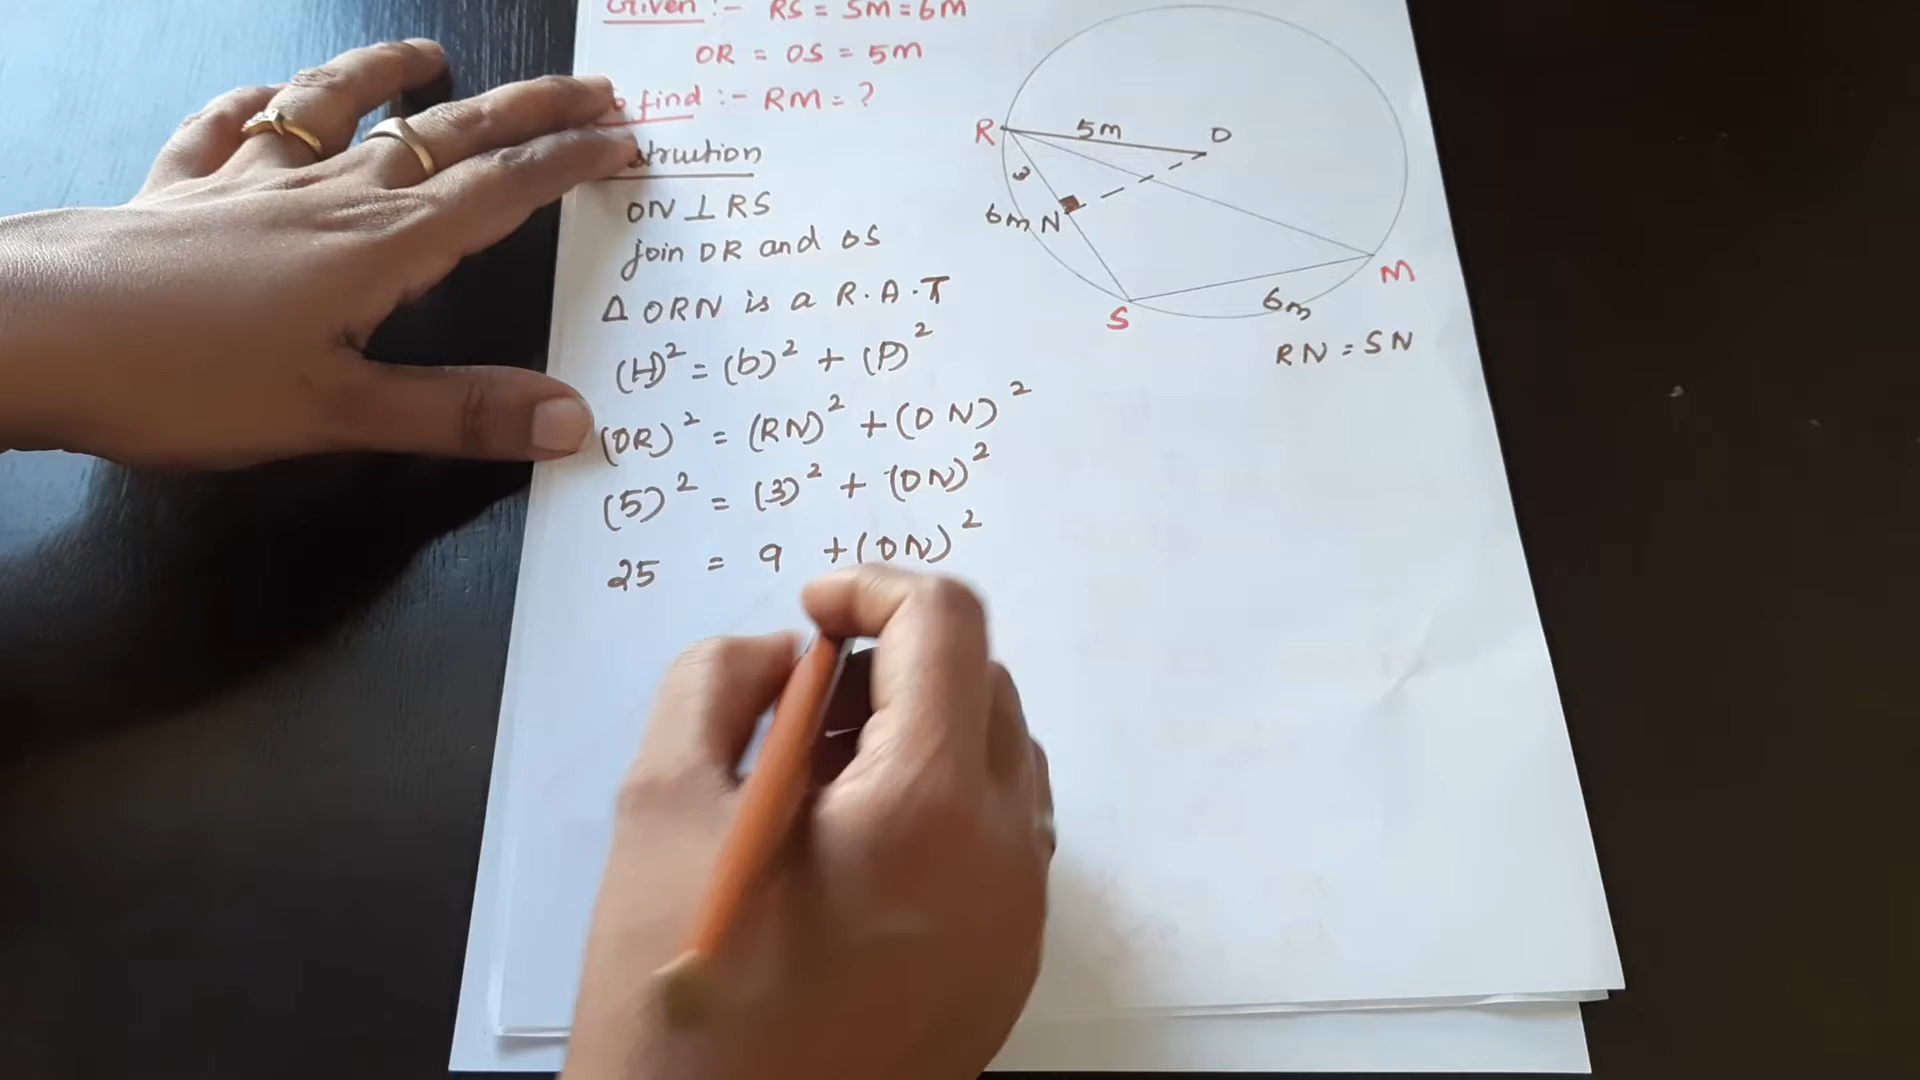 Given :- RS = SM = 6m
OR = OS = 5m
find :- RM = ?
struction
ON ⊥ RS
join OR and OS
Δ ORN is a R.A.T
(H)² = (b)² + (P)²
(OR)² = (RN)² + (ON)²
(5)² = (3)² + (ON)²
25 = 9 + (ON)²
R
5m
O
3
6m N
S
6m
M
RN = SN